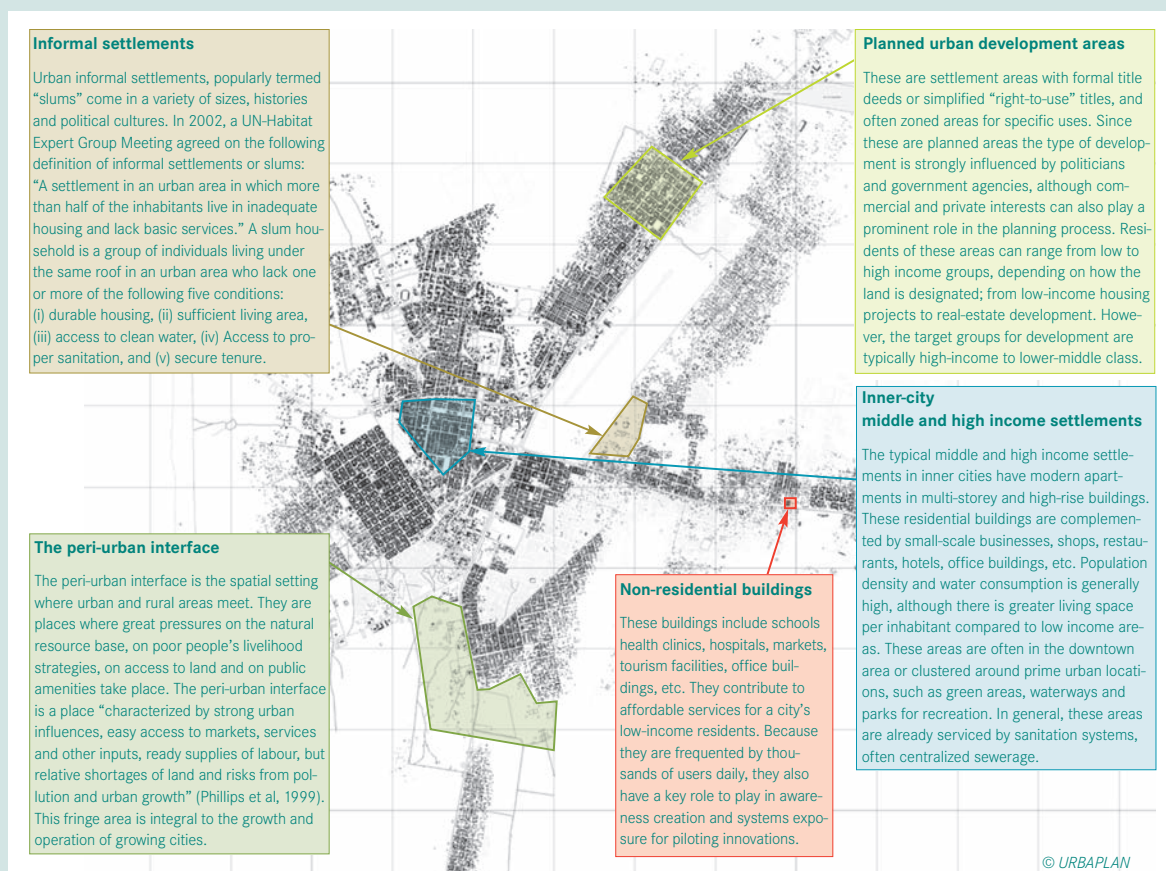 Informal settlements
Urban informal settlements, popularly termed
“slums” come in a variety of sizes, histories
and political cultures. In 2002, a UN-Habitat
Expert Group Meeting agreed on the following
definition of informal settlements or slums:
“A settlement in an urban area in which more
than half of the inhabitants live in inadequate
housing and lack basic services.” A slum hou-
sehold is a group of individuals living under
the same roof in an urban area who lack one
or more of the following five conditions:
(i) durable housing, (ii) sufficient living area,
(iii) access to clean water, (iv) Access to pro-
per sanitation, and (v) secure tenure.
The peri-urban interface
The peri-urban interface is the spatial setting
where urban and rural areas meet. They are
places where great pressures on the natural
resource base, on poor people’s livelihood
strategies, on access to land and on public
amenities take place. The peri-urban interface
is a place “characterized by strong urban
influences, easy access to markets, services
and other inputs, ready supplies of labour, but
relative shortages of land and risks from pol-
lution and urban growth” (Phillips et al, 1999).
This fringe area is integral to the growth and
operation of growing cities.
Non-residential buildings
These buildings include schools
health clinics, hospitals, markets,
tourism facilities, office buil-
dings, etc. They contribute to
affordable services for a city’s
low-income residents. Because
they are frequented by thou-
sands of users daily, they also
have a key role to play in aware-
ness creation and systems expo-
sure for piloting innovations.
Planned urban development areas
These are settlement areas with formal title
deeds or simplified “right-to-use” titles, and
often zoned areas for specific uses. Since
these are planned areas the type of develop-
ment is strongly influenced by politicians
and government agencies, although com-
mercial and private interests can also play a
prominent role in the planning process. Resi-
dents of these areas can range from low to
high income groups, depending on how the
land is designated; from low-income housing
projects to real-estate development. Howe-
ver, the target groups for development are
typically high-income to lower-middle class.
Inner-city
middle and high income settlements
The typical middle and high income settle-
ments in inner cities have modern apart-
ments in multi-storey and high-rise buildings.
These residential buildings are complemen-
ted by small-scale businesses, shops, restau-
rants, hotels, office buildings, etc. Population
density and water consumption is generally
high, although there is greater living space
per inhabitant compared to low income are-
as. These areas are often in the downtown
area or clustered around prime urban locati-
ons, such as green areas, waterways and
parks for recreation. In general, these areas
are already serviced by sanitation systems,
often centralized sewerage.
© URBAPLAN